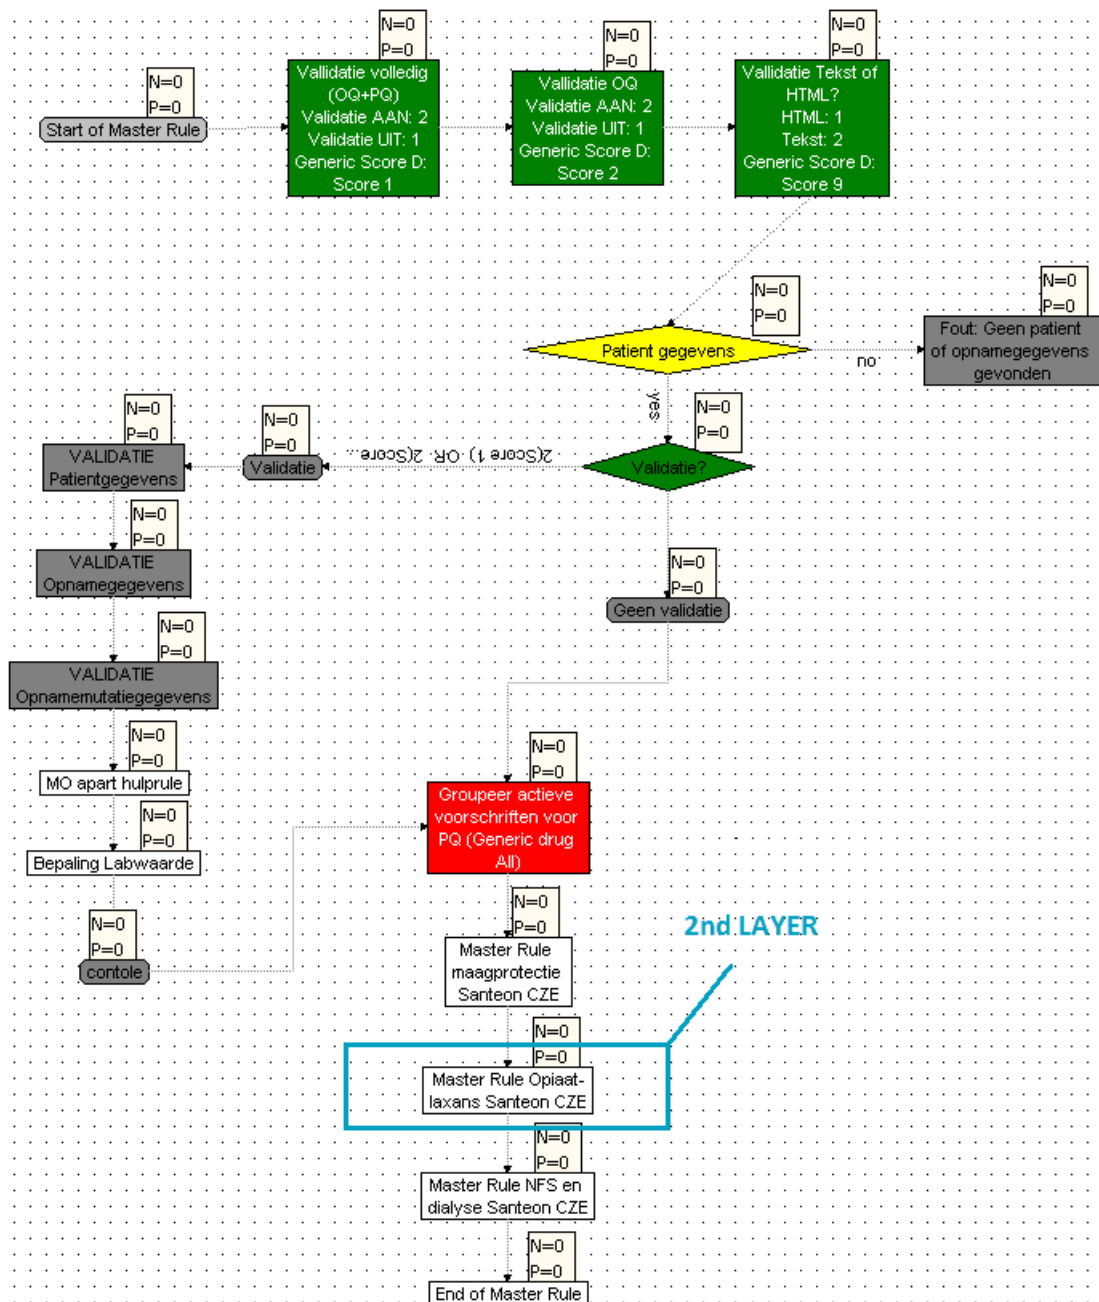 N=0
P=0
Start of Master Rule
N=0
P=0
Vallidatie volledig
(OQ+PQ)
Validatie AAN: 2
Validatie UIT: 1
Generic Score D:
Score 1
N=0
P=0
Vallidatie OQ
Validatie AAN: 2
Validatie UIT: 1
Generic Score D:
Score 2
N=0
P=0
Vallidatie Tekst of
HTML?
HTML: 1
Tekst: 2
Generic Score D:
Score 9
N=0
P=0
Patient gegevens
no
N=0
P=0
Fout: Geen patient
of opnamegegevens
gevonden
yes
N=0
P=0
Validatie?
2(Score 1) OR 2(Score...
N=0
P=0
Validatie
N=0
P=0
VALIDATIE
Patientgegevens
N=0
P=0
VALIDATIE
Opnamegegevens
N=0
P=0
VALIDATIE
Opnamemutatiegegevens
N=0
P=0
MO apart hulprule
N=0
P=0
Bepaling Labwaarde
N=0
P=0
contole
N=0
P=0
Geen validatie
N=0
P=0
Groupeer actieve
voorschriften voor
PQ (Generic drug
All)
N=0
P=0
Master Rule
maagprotectie
Santeon CZE
2nd LAYER
N=0
P=0
Master Rule Opiaat-
laxans Santeon CZE
N=0
P=0
Master Rule NFS en
dialyse Santeon CZE
N=0
P=0
End of Master Rule